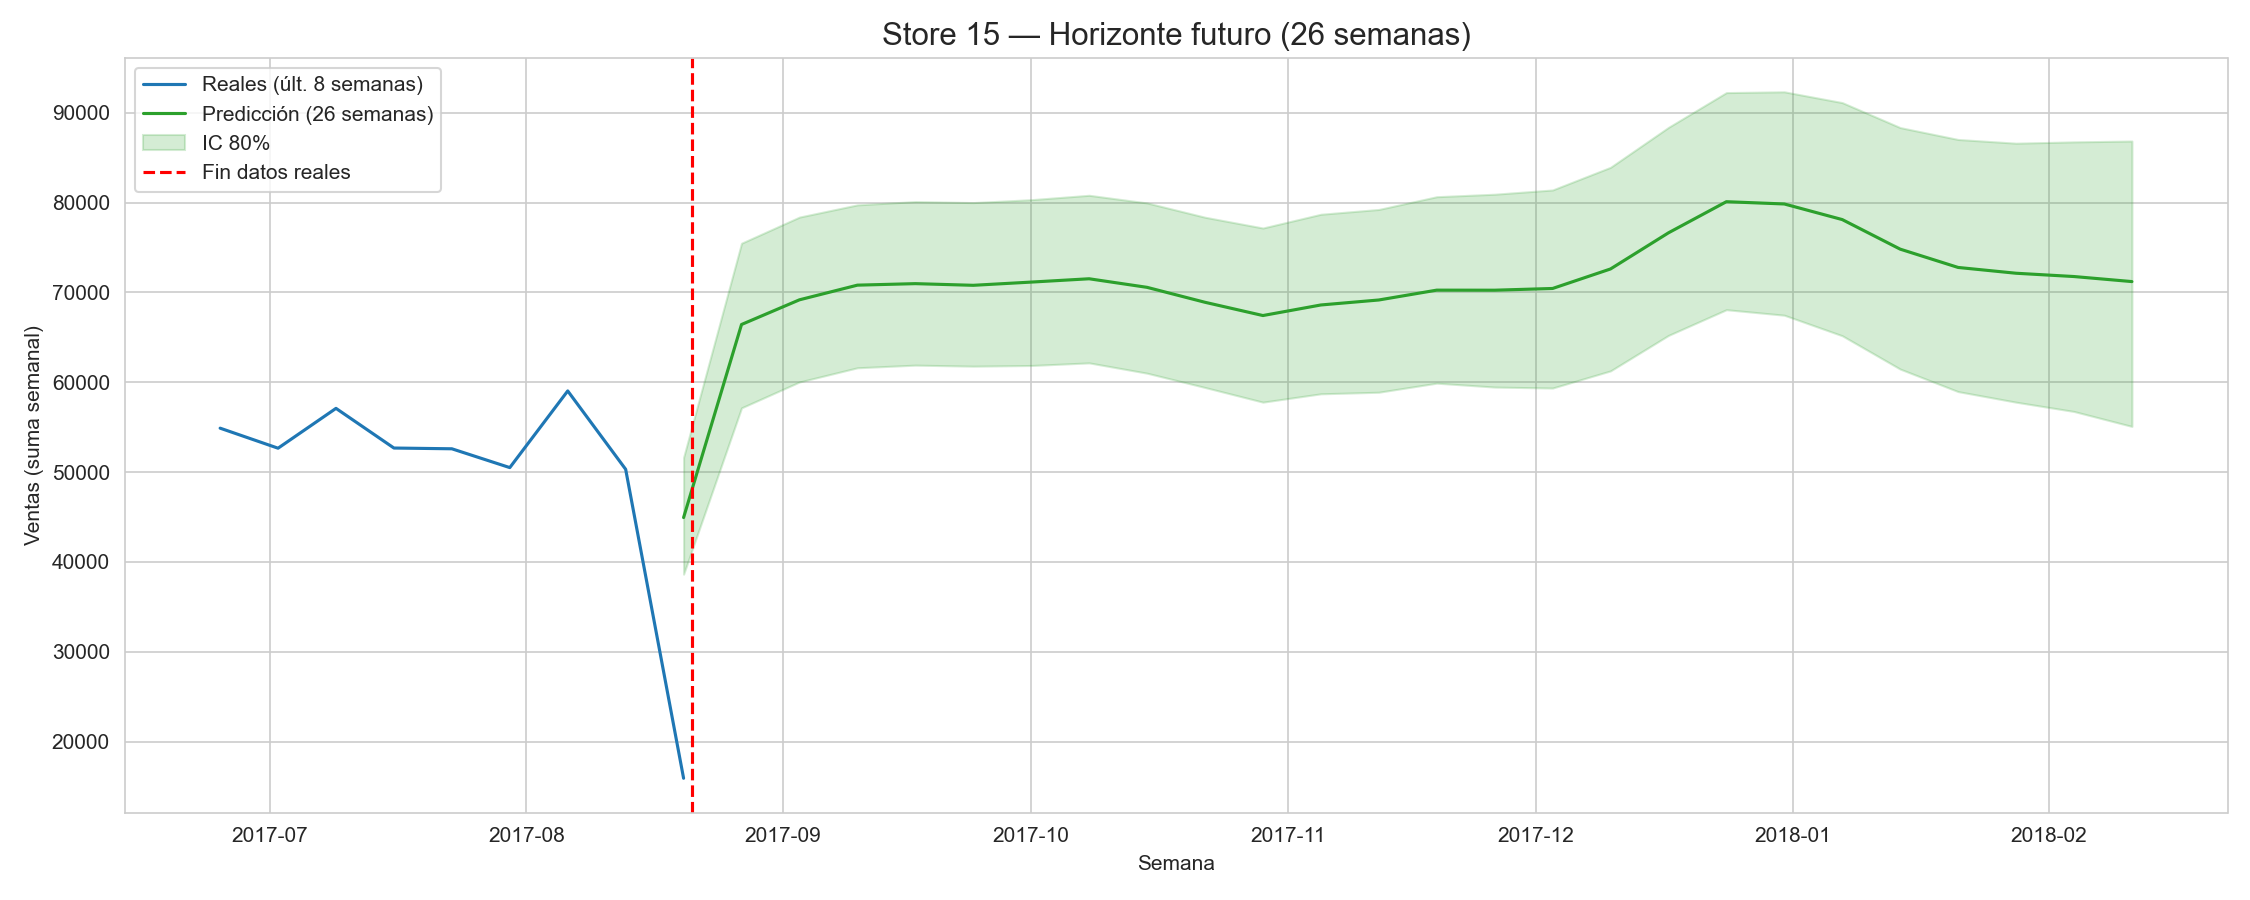 Store 15 — Horizonte futuro (26 semanas)
Reales (últ. 8 semanas)
Predicción (26 semanas)
IC 80%
Fin datos reales
Ventas (suma semanal)
90000
80000
70000
60000
50000
40000
30000
20000
2017-07
2017-08
2017-09
2017-10
2017-11
2017-12
2018-01
2018-02
Semana